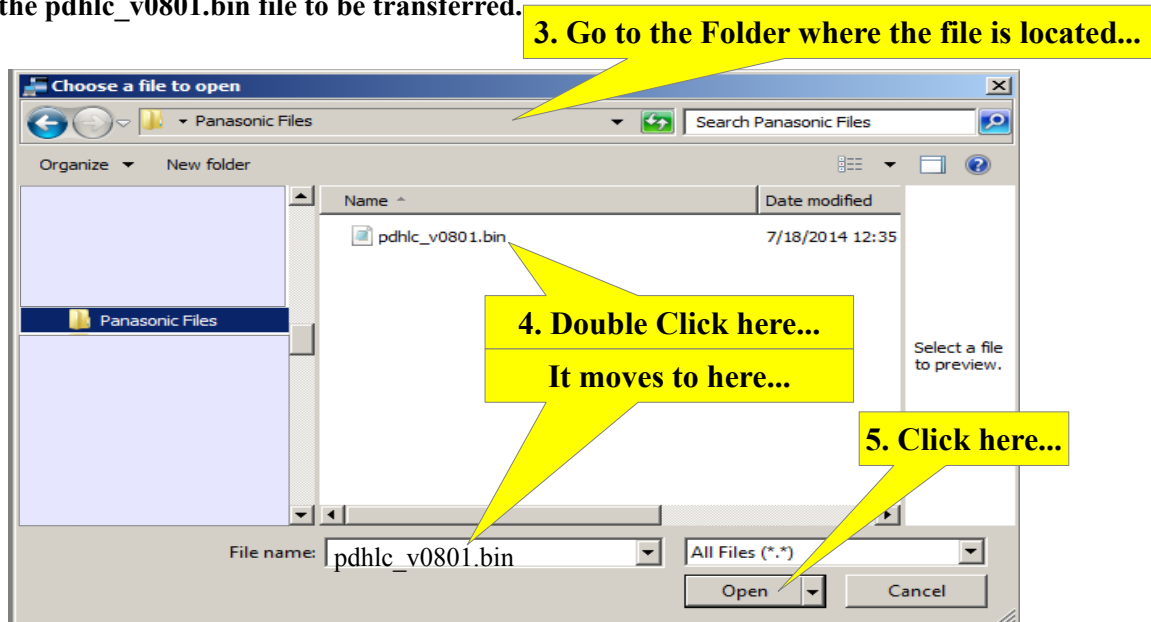 the pdhlc_v0801.bin file to be transferred.
3. Go to the Folder where the file is located...
Choose a file to open
Panasonic Files
Search Panasonic Files
Organize
New folder
Name
Date modified
pdhlc_v0801.bin
7/18/2014 12:35
4. Double Click here...
Panasonic Files
It moves to here...
Select a file
to preview.
5. Click here...
File name:
pdhlc_v0801.bin
All Files (*.*)
Open
Cancel